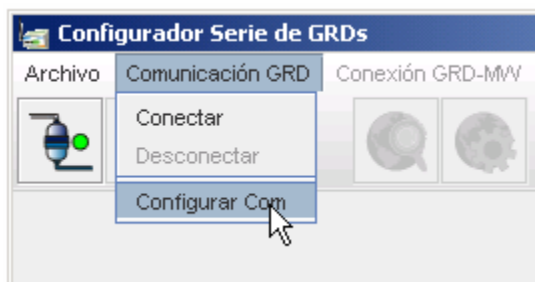 Configurador Serie de GRDs
Archivo Comunicación GRD Conexión GRD-MW
Conectar
Desconectar
Configurar Com